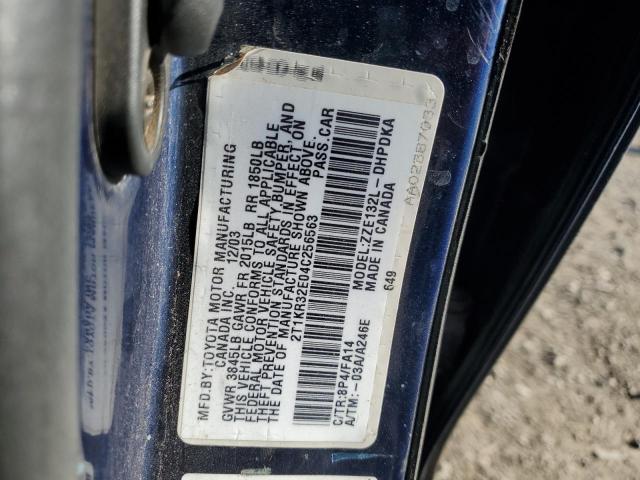 MFD.BY:TOYOTA MOTOR MANUFACTURING
CANADA INC. 12/03
GVWR 3845LB GAWR FR 2015LB RR 1850LB
THIS VEHICLE CONFORMS TO ALL APPLICABLE
FEDERAL MOTOR VEHICLE SAFETY, BUMPER, AND
THEFT PREVENTION STANDARDS IN EFFECT ON
THE DATE OF MANUFACTURE SHOWN ABOVE.
2T1KR32E04C256563 PASS.CAR
C/TR:8P4/FA14 MODEL:ZZE132L-DHPDKA
A/TM:-03A/A246E MADE IN CANADA
649
AA02887033